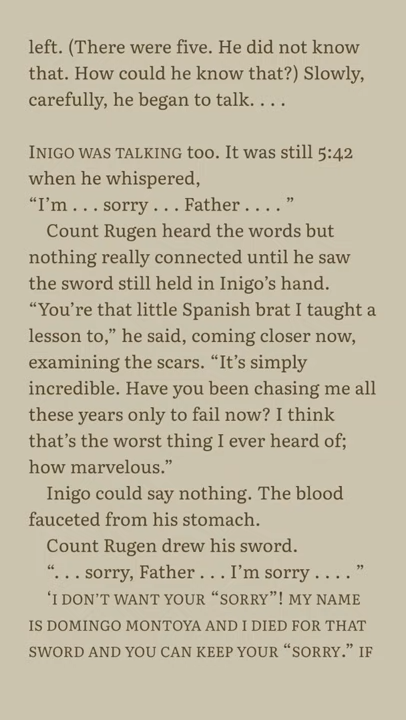 left. (There were five. He did not know
that. How could he know that?) Slowly,
carefully, he began to talk. . . .
INIGO WAS TALKING too. It was still 5:42
when he whispered,
“I’m . . . sorry . . . Father . . . . ”
Count Rugen heard the words but
nothing really connected until he saw
the sword still held in Inigo’s hand.
“You’re that little Spanish brat I taught a
lesson to,” he said, coming closer now,
examining the scars. “It’s simply
incredible. Have you been chasing me all
these years only to fail now? I think
that’s the worst thing I ever heard of;
how marvelous.”
Inigo could say nothing. The blood
fauceted from his stomach.
Count Rugen drew his sword.
“. . . sorry, Father . . . I’m sorry . . . . ”
‘I DON’T WANT YOUR “SORRY”! MY NAME
IS DOMINGO MONTOYA AND I DIED FOR THAT
SWORD AND YOU CAN KEEP YOUR “SORRY.” IF